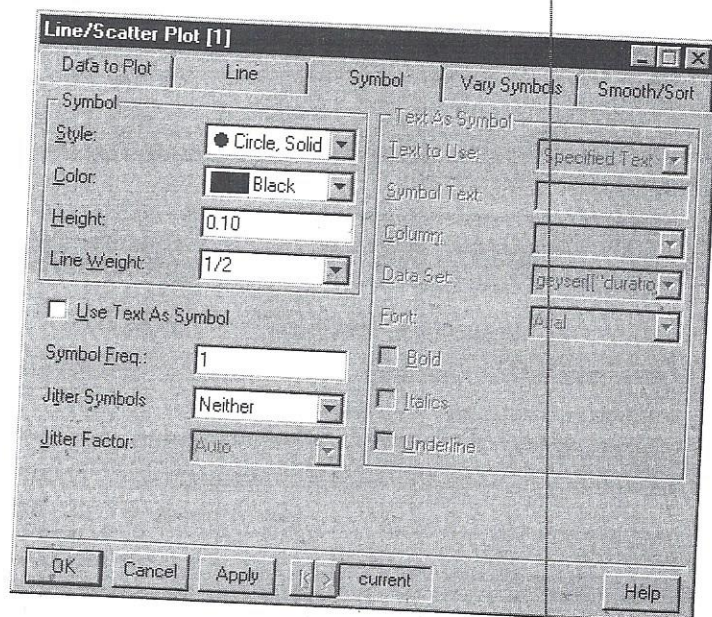 Line/Scatter Plot [1]
Data to Plot
Line
Symbol
Vary Symbols
Smooth/Sort
Symbol
Style:
Circle, Solid
Color:
Black
Height:
0.10
Line Weight:
1/2
Use Text As Symbol
Symbol Freq.:
1
Jitter Symbols
Neither
Jitter Factor:
Auto
Text As Symbol
Text to Use:
Specified Text
Symbol Text:
Column:
Data Set:
geyser[["duratio
Font:
Arial
Bold
Italics
Underline
OK
Cancel
Apply
current
Help